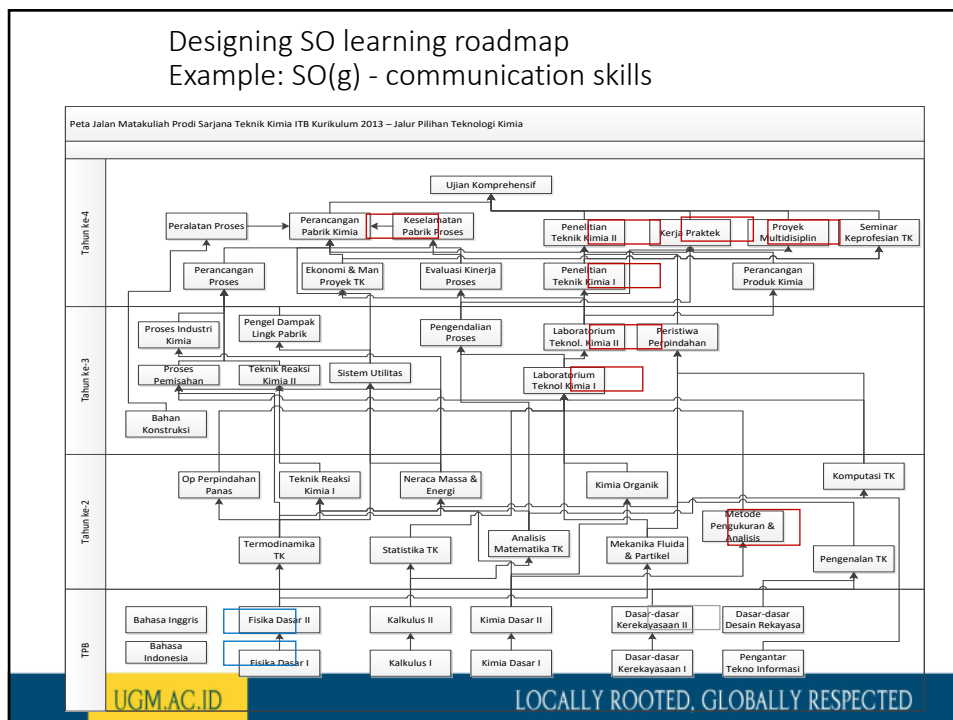 Designing SO learning roadmap
Example: SO(g) - communication skills
Peta Jalan Matakuliah Prodi Sarjana Teknik Kimia ITB Kurikulum 2013 – Jalur Pilihan Teknologi Kimia
Tahun ke-4
Ujian Komprehensif
Peralatan Proses
Perancangan
Pabrik Kimia
Keselamatan
Pabrik Proses
Penelitian
Teknik Kimia II
Kerja Praktek
Proyek
Multidisiplin
Seminar
Keprofesian TK
Perancangan
Proses
Ekonomi & Man
Proyek TK
Evaluasi Kinerja
Proses
Penelitian
Teknik Kimia I
Perancangan
Produk Kimia
Tahun ke-3
Proses Industri
Kimia
Pengel Dampak
Lingk Pabrik
Pengendalian
Proses
Laboratorium
Teknol. Kimia II
Peristiwa
Perpindahan
Proses
Pemisahan
Teknik Reaksi
Kimia II
Sistem Utilitas
Laboratorium
Teknol Kimia I
Bahan
Konstruksi
Tahun ke-2
Op Perpindahan
Panas
Teknik Reaksi
Kimia I
Neraca Massa &
Energi
Kimia Organik
Komputasi TK
Termodinamika
TK
Statistika TK
Analisis
Matematika TK
Mekanika Fluida
& Partikel
Metode
Pengukuran &
Analisis
Pengenalan TK
TPB
Bahasa Inggris
Fisika Dasar II
Kalkulus II
Kimia Dasar II
Dasar-dasar
Kerekayasaan II
Dasar-dasar
Desain Rekayasa
Bahasa
Indonesia
Fisika Dasar I
Kalkulus I
Kimia Dasar I
Dasar-dasar
Kerekayasaan I
Pengantar
Tekno Informasi
UGM.AC.ID
LOCALLY ROOTED, GLOBALLY RESPECTED